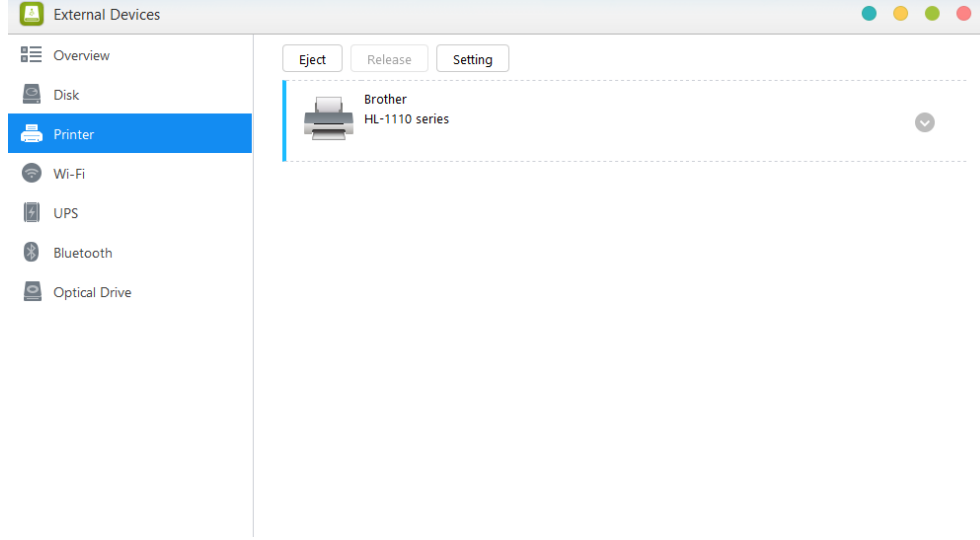 External Devices
Overview
Disk
Printer
Wi-Fi
UPS
Bluetooth
Optical Drive
Eject Release Setting
Brother
HL-1110 series